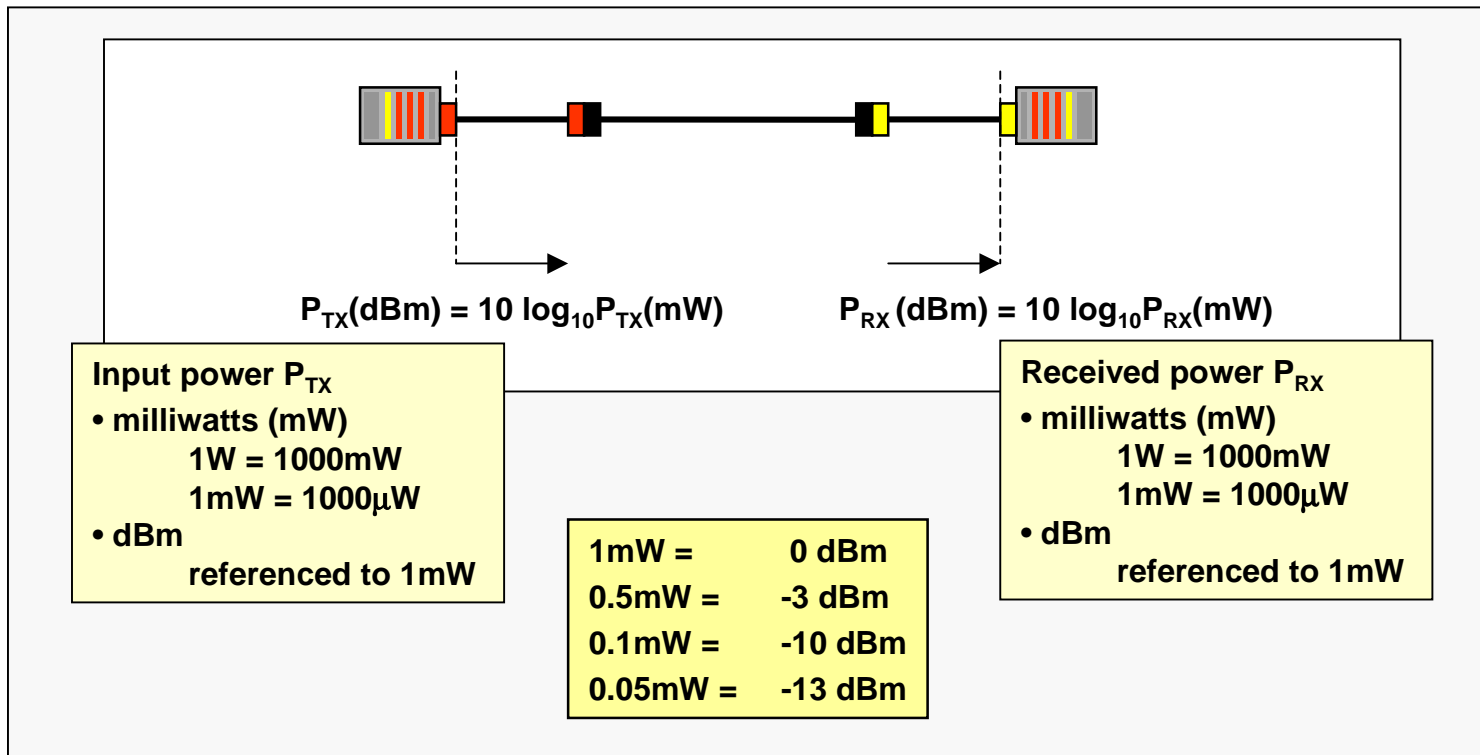 P_TX(dBm) = 10 log_10P_TX(mW)
P_RX (dBm) = 10 log_10P_RX(mW)
Input power P_TX
• milliwatts (mW)
1W = 1000mW
1mW = 1000μW
• dBm
referenced to 1mW
1mW = 0 dBm
0.5mW = -3 dBm
0.1mW = -10 dBm
0.05mW = -13 dBm
Received power P_RX
• milliwatts (mW)
1W = 1000mW
1mW = 1000μW
• dBm
referenced to 1mW